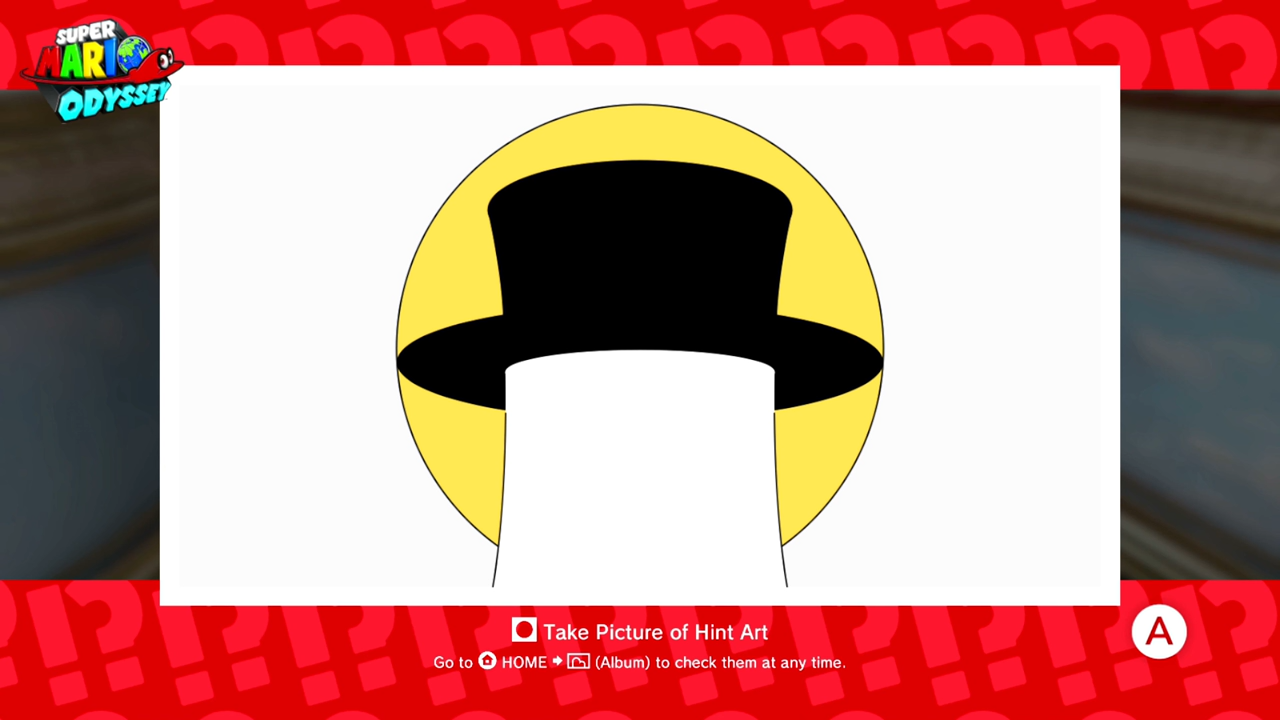 SUPER
MARIO
ODYSSEY
Take Picture of Hint Art
Go to HOME (Album) to check them at any time.
A